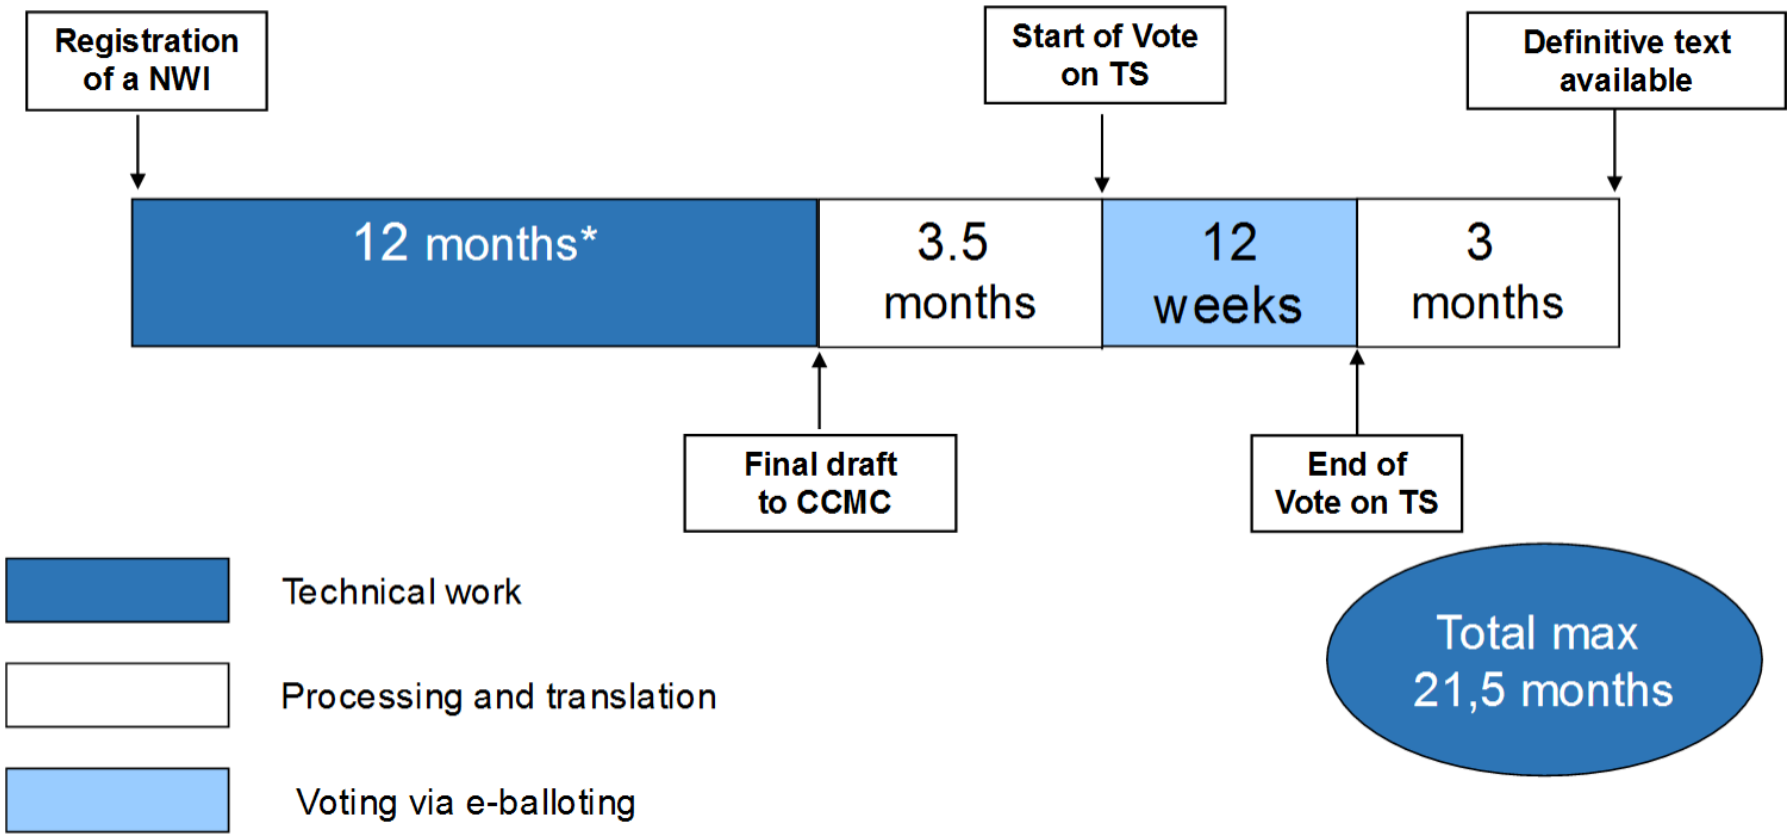 Registration
of a NWI
Start of Vote
on TS
Definitive text
available
12 months*
3.5
months
12
weeks
3
months
Final draft
to CCMC
End of
Vote on TS
Technical work
Processing and translation
Voting via e-balloting
Total max
21,5 months